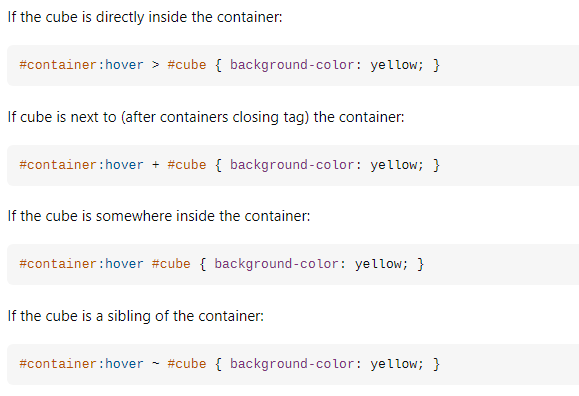 If the cube is directly inside the container:
#container:hover > #cube { background-color: yellow; }
If cube is next to (after containers closing tag) the container:
#container:hover + #cube { background-color: yellow; }
If the cube is somewhere inside the container:
#container:hover #cube { background-color: yellow; }
If the cube is a sibling of the container:
#container:hover ~ #cube { background-color: yellow; }